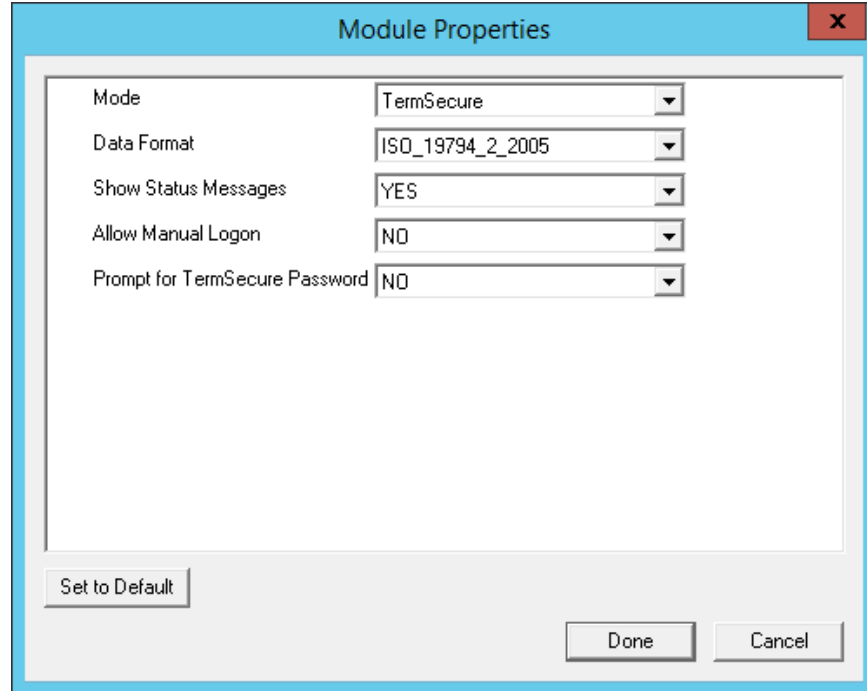 Module Properties
x
Mode TermSecure
Data Format ISO_19794_2_2005
Show Status Messages YES
Allow Manual Logon NO
Prompt for TermSecure Password NO
Set to Default
Done Cancel